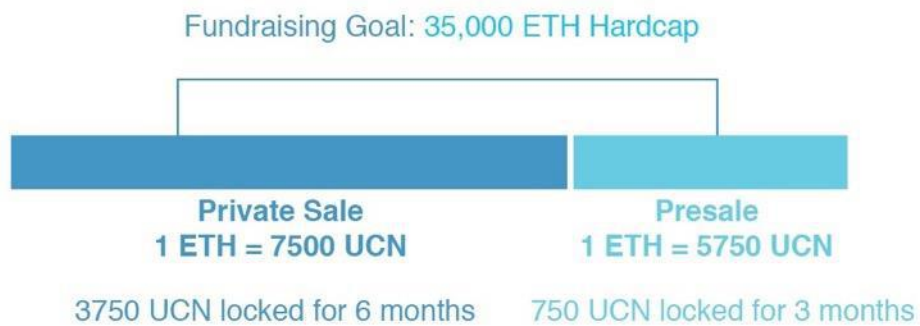 Fundraising Goal: 35,000 ETH Hardcap
Private Sale
1 ETH = 7500 UCN
3750 UCN locked for 6 months
Presale
1 ETH = 5750 UCN
750 UCN locked for 3 months